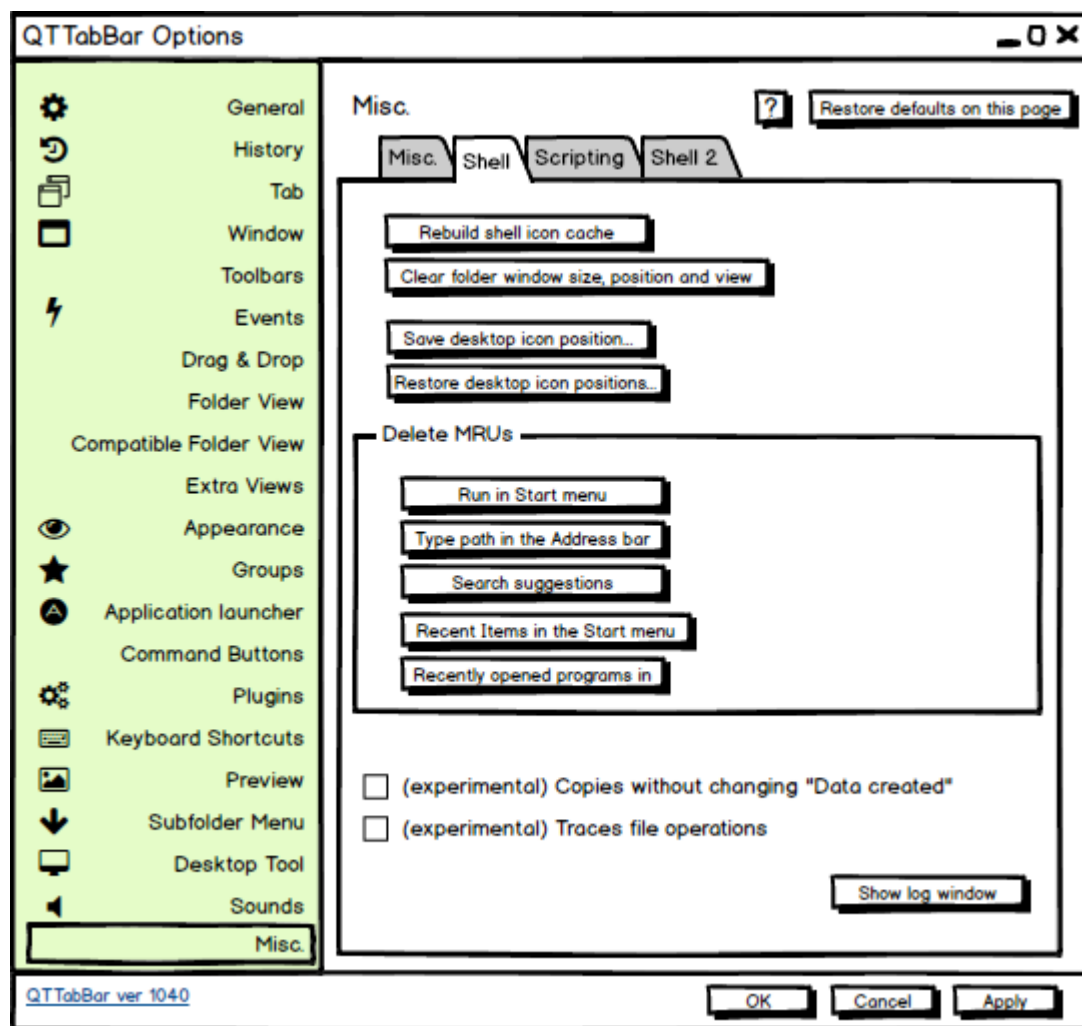 QTTabBar Options
General
History
Tab
Window
Toolbars
Events
Drag & Drop
Folder View
Compatible Folder View
Extra Views
Appearance
Groups
Application launcher
Command Buttons
Plugins
Keyboard Shortcuts
Preview
Subfolder Menu
Desktop Tool
Sounds
Misc.
Misc.
?
Restore defaults on this page
Misc.
Shell
Scripting
Shell 2
Rebuild shell icon cache
Clear folder window size, position and view
Save desktop icon position...
Restore desktop icon positions...
Delete MRUs
Run in Start menu
Type path in the Address bar
Search suggestions
Recent Items in the Start menu
Recently opened programs in
(experimental) Copies without changing "Data created"
(experimental) Traces file operations
Show log window
QTTabBar ver 1040
OK
Cancel
Apply